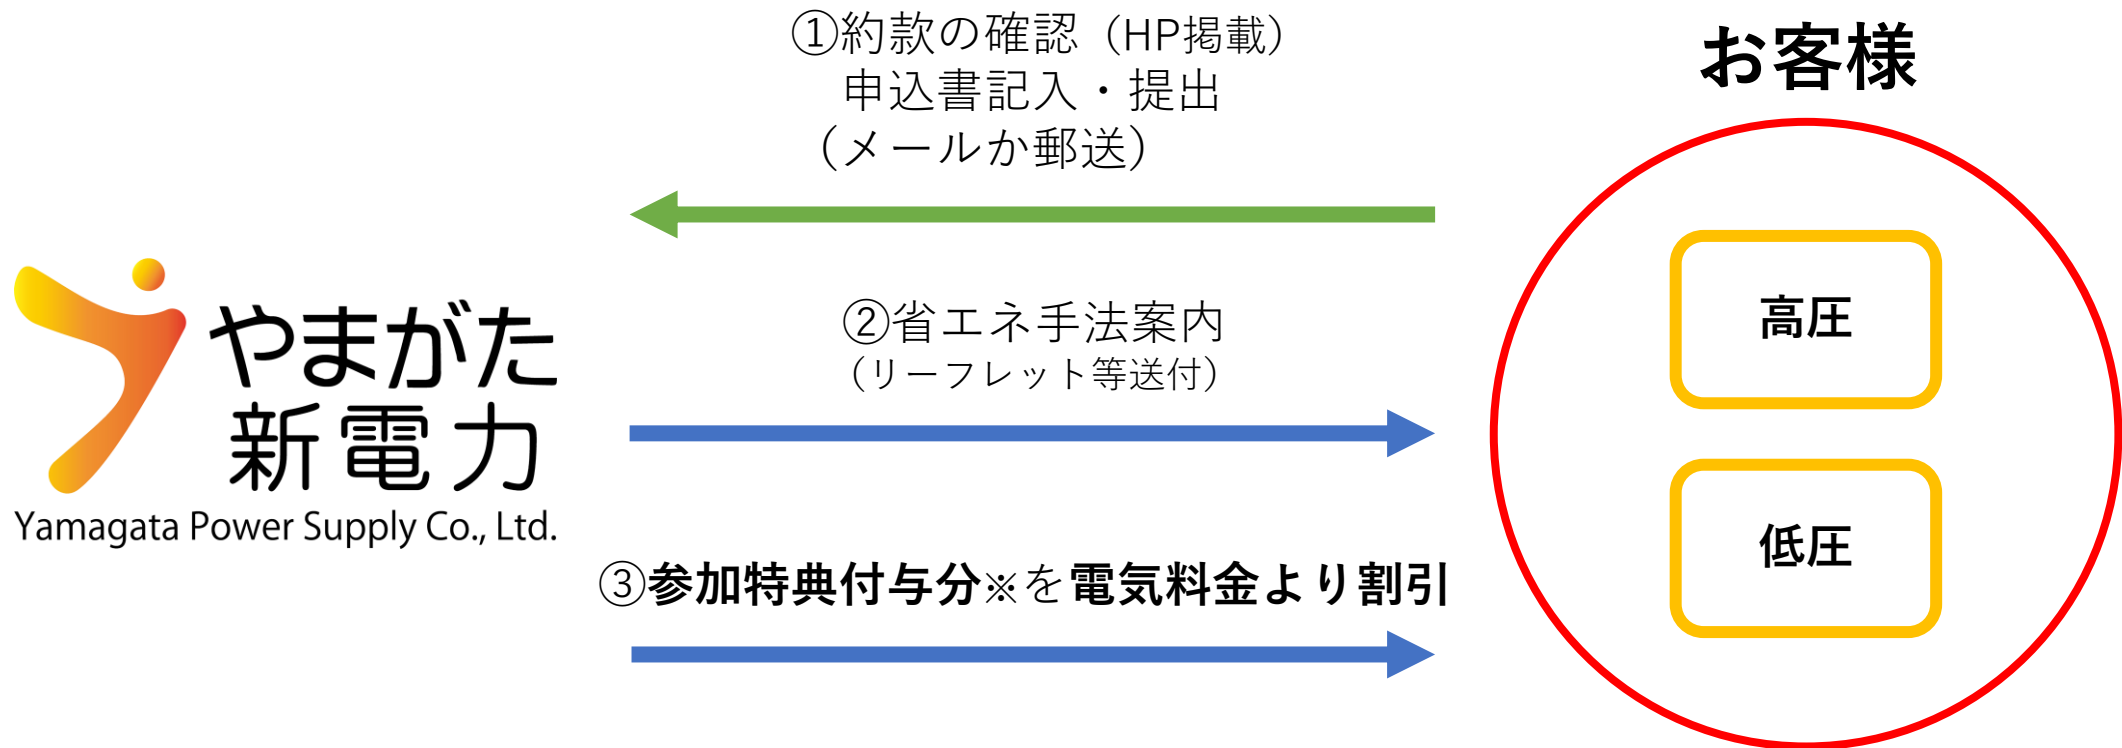 ①約款の確認（HP掲載）
申込書記入・提出
（メールか郵送）
お客様
やまがた
新電力
Yamagata Power Supply Co., Ltd.
②省エネ手法案内
（リーフレット等送付）
高圧
低圧
③参加特典付与分※を電気料金より割引